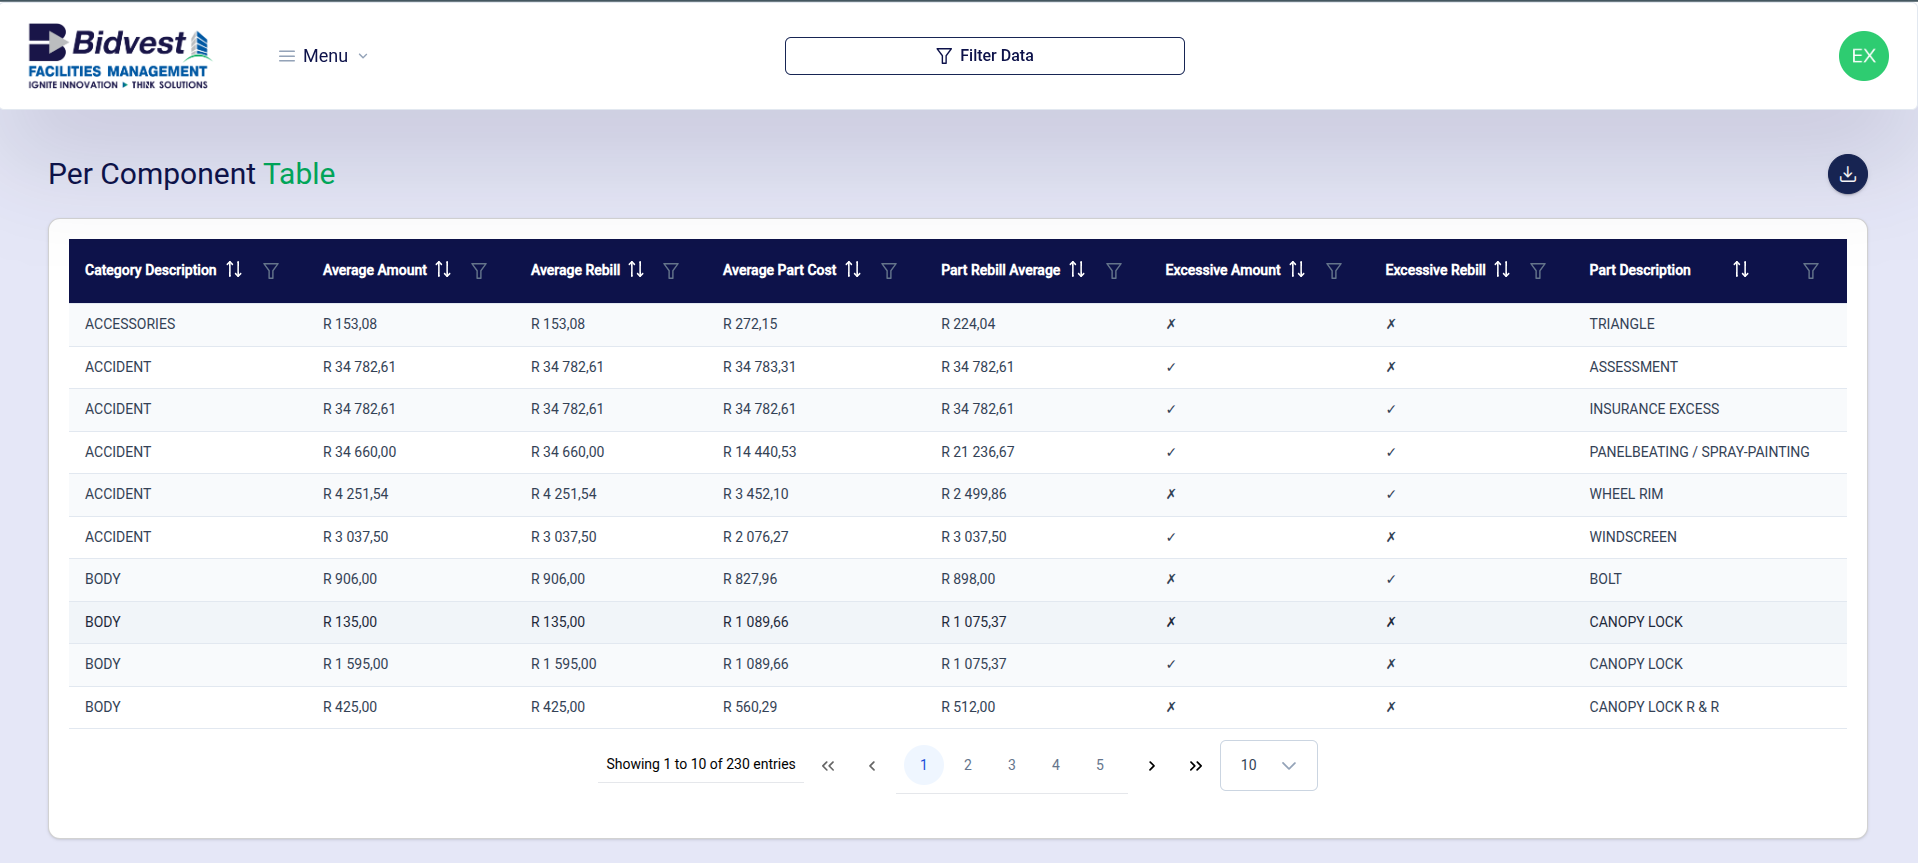 Bidvest
FACILITIES MANAGEMENT
IGNITE INNOVATION ▸ TH!2K SOLUTIONS
Menu
Filter Data
EX
Per Component Table
Category Description Average Amount Average Rebill Average Part Cost Part Rebill Average Excessive Amount Excessive Rebill Part Description
ACCESSORIES R 153,08 R 153,08 R 272,15 R 224,04 ✗ ✗ TRIANGLE
ACCIDENT R 34 782,61 R 34 782,61 R 34 783,31 R 34 782,61 ✓ ✗ ASSESSMENT
ACCIDENT R 34 782,61 R 34 782,61 R 34 782,61 R 34 782,61 ✓ ✓ INSURANCE EXCESS
ACCIDENT R 34 660,00 R 34 660,00 R 14 440,53 R 21 236,67 ✓ ✓ PANELBEATING / SPRAY-PAINTING
ACCIDENT R 4 251,54 R 4 251,54 R 3 452,10 R 2 499,86 ✗ ✓ WHEEL RIM
ACCIDENT R 3 037,50 R 3 037,50 R 2 076,27 R 3 037,50 ✓ ✗ WINDSCREEN
BODY R 906,00 R 906,00 R 827,96 R 898,00 ✗ ✓ BOLT
BODY R 135,00 R 135,00 R 1 089,66 R 1 075,37 ✗ ✗ CANOPY LOCK
BODY R 1 595,00 R 1 595,00 R 1 089,66 R 1 075,37 ✓ ✗ CANOPY LOCK
BODY R 425,00 R 425,00 R 560,29 R 512,00 ✗ ✗ CANOPY LOCK R & R
Showing 1 to 10 of 230 entries « ‹ 1 2 3 4 5 › » 10